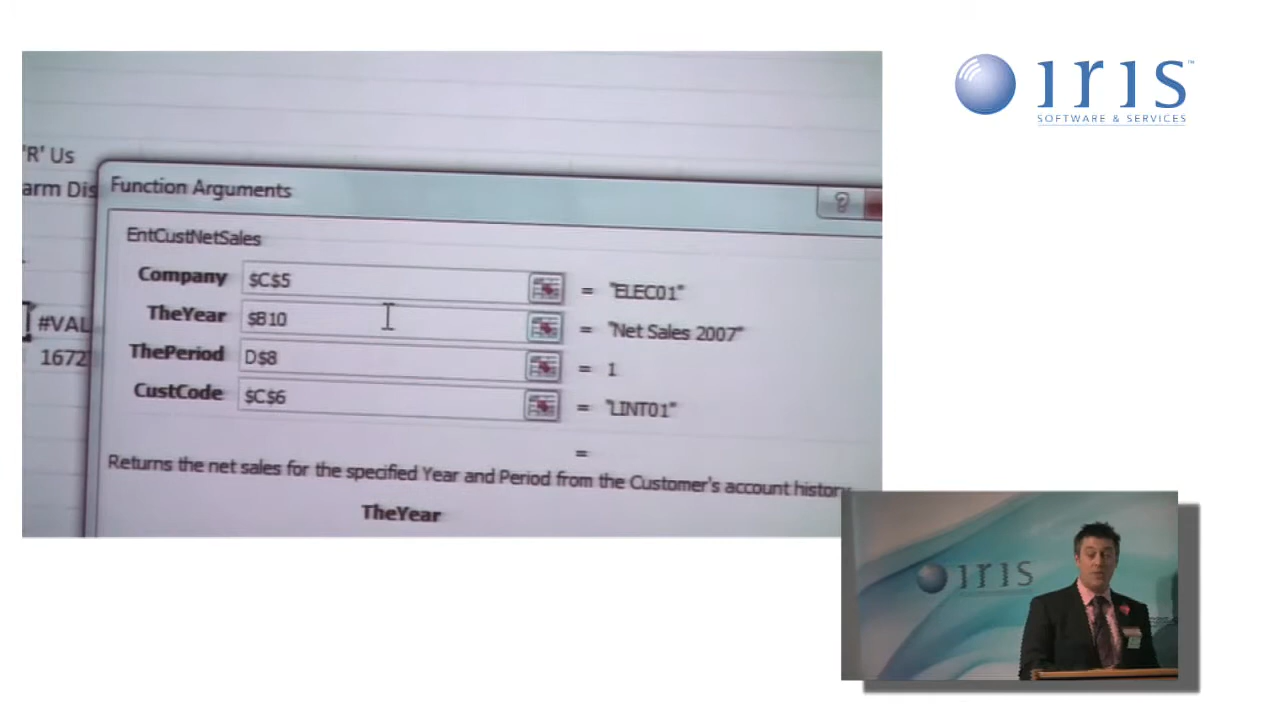 'R' Us
arm Dis
Function Arguments
?
EntCustNetSales
Company $C$5 = "ELEC01"
TheYear $B10 = "Net Sales 2007"
#VAL
ThePeriod D$8 = 1
1672
CustCode $C$6 = "LINT01"
=
Returns the net sales for the specified Year and Period from the Customer's account history.
TheYear
iris™
SOFTWARE & SERVICES
iris